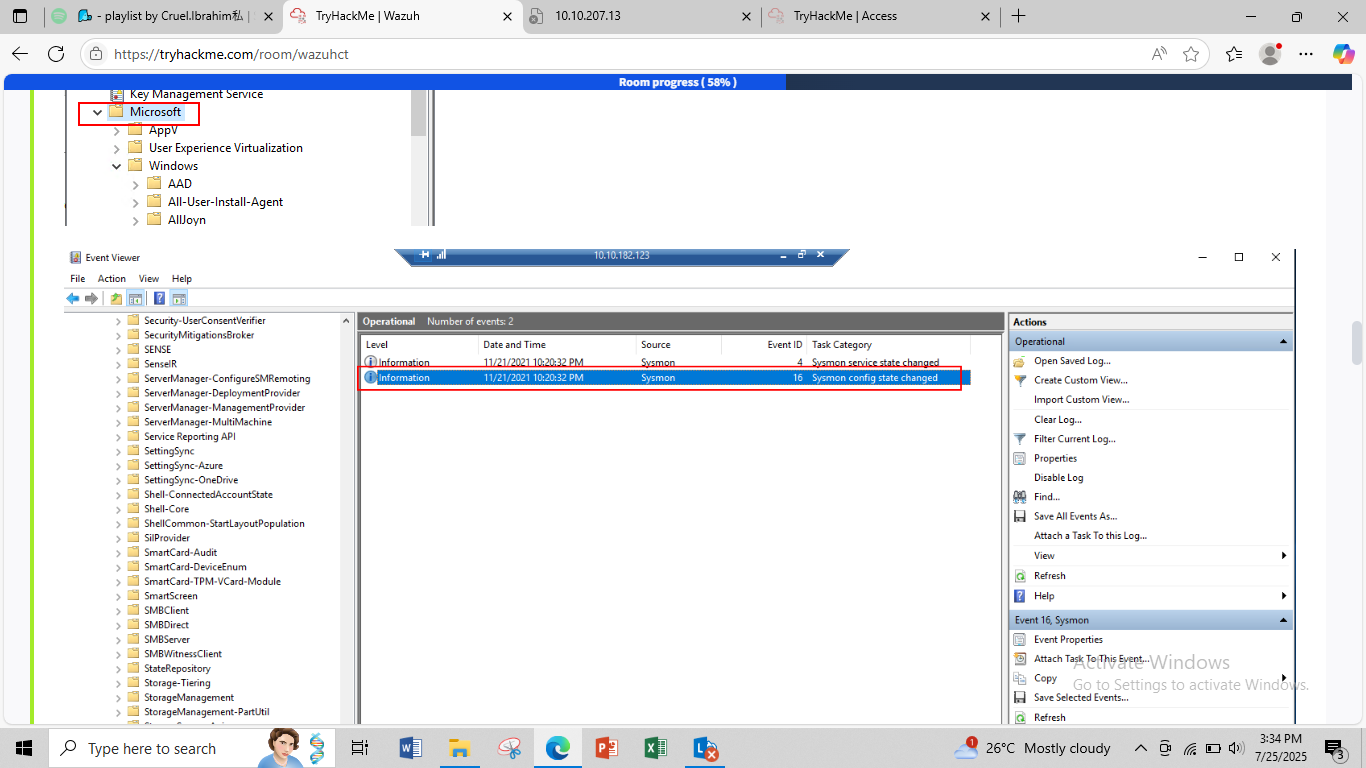 - playlist by Cruel.Ibrahim私 |
TryHackMe | Wazuh
10.10.207.13
TryHackMe | Access
https://tryhackme.com/room/wazuhct
Room progress ( 58% )
Key Management Service
Microsoft
AppV
User Experience Virtualization
Windows
AAD
All-User-Install-Agent
AllJoyn
Event Viewer
10.10.182.123
File Action View Help
Security-UserConsentVerifier
SecurityMitigationsBroker
SENSE
SenseIR
ServerManager-ConfigureSMRemoting
ServerManager-DeploymentProvider
ServerManager-ManagementProvider
ServerManager-MultiMachine
Service Reporting API
SettingSync
SettingSync-Azure
SettingSync-OneDrive
Shell-ConnectedAccountState
Shell-Core
ShellCommon-StartLayoutPopulation
SilProvider
SmartCard-Audit
SmartCard-DeviceEnum
SmartCard-TPM-VCard-Module
SmartScreen
SMBClient
SMBDirect
SMBServer
SMBWitnessClient
StateRepository
Storage-Tiering
StorageManagement
StorageManagement-PartUtil
Operational Number of events: 2
Level Date and Time Source Event ID Task Category
Information 11/21/2021 10:20:32 PM Sysmon 4 Sysmon service state changed
Information 11/21/2021 10:20:32 PM Sysmon 16 Sysmon config state changed
Actions
Operational
Open Saved Log...
Create Custom View...
Import Custom View...
Clear Log...
Filter Current Log...
Properties
Disable Log
Find...
Save All Events As...
Attach a Task To this Log...
View
Refresh
Help
Event 16, Sysmon
Event Properties
Attach Task To This Event...
Copy
Save Selected Events...
Refresh
Activate Windows
Go to Settings to activate Windows.
Type here to search
26°C Mostly cloudy
3:34 PM
7/25/2025
1
3